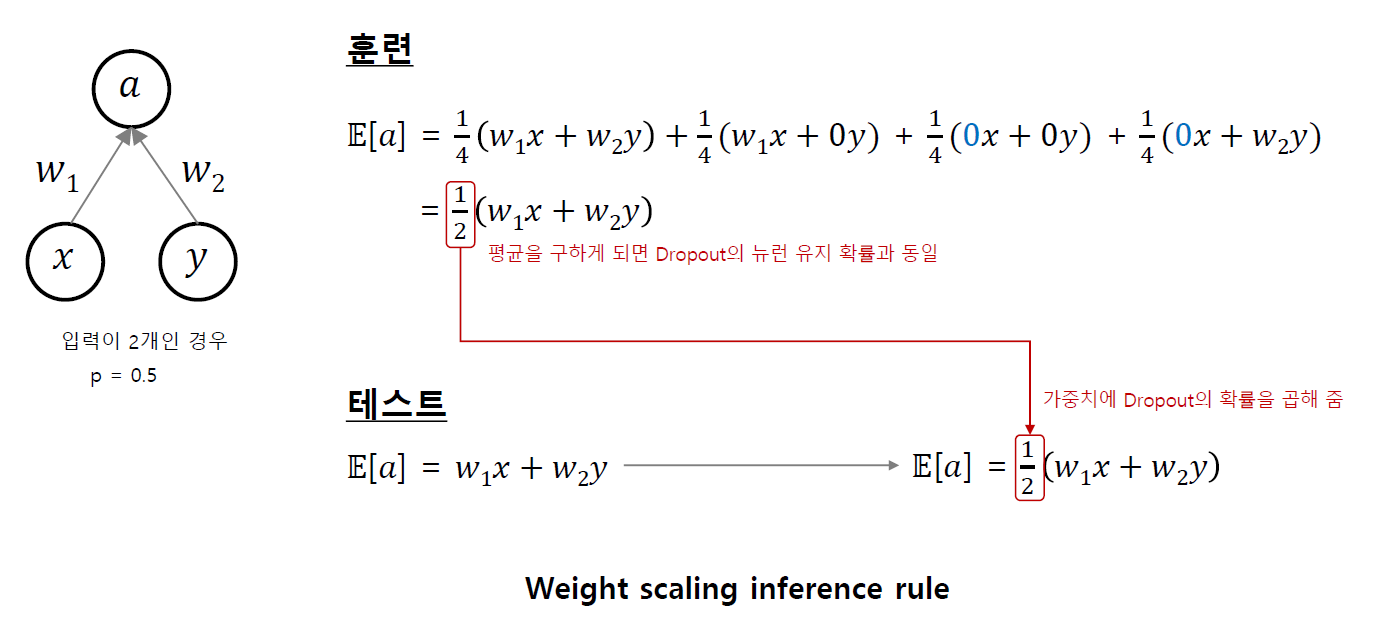 훈련
a
𝔼[a] = 1/4 (w₁x + w₂y) + 1/4 (w₁x + 0y) + 1/4 (0x + 0y) + 1/4 (0x + w₂y)
w₁ w₂
= 1/2 (w₁x + w₂y)
x y
평균을 구하게 되면 Dropout의 뉴런 유지 확률과 동일
입력이 2개인 경우
p = 0.5
테스트
가중치에 Dropout의 확률을 곱해 줌
𝔼[a] = w₁x + w₂y
𝔼[a] = 1/2 (w₁x + w₂y)
Weight scaling inference rule